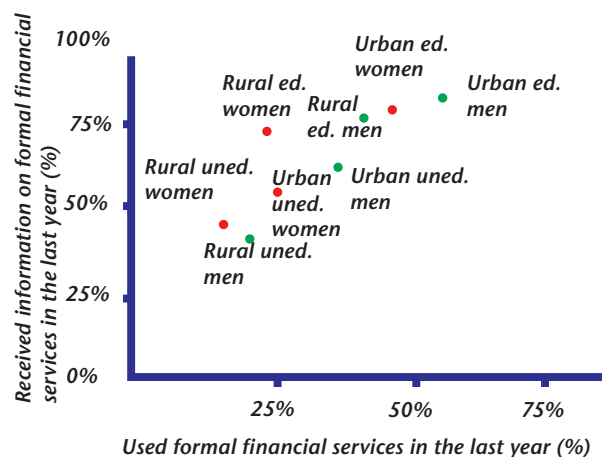 100%
75%
50%
25%
0%
Received information on formal financial
services in the last year (%)
Urban ed.
women
Urban ed.
men
Rural ed.
women
Rural
ed. men
Rural uned.
women
Urban
uned.
women
Urban uned.
men
Rural uned.
men
25%
50%
75%
Used formal financial services in the last year (%)